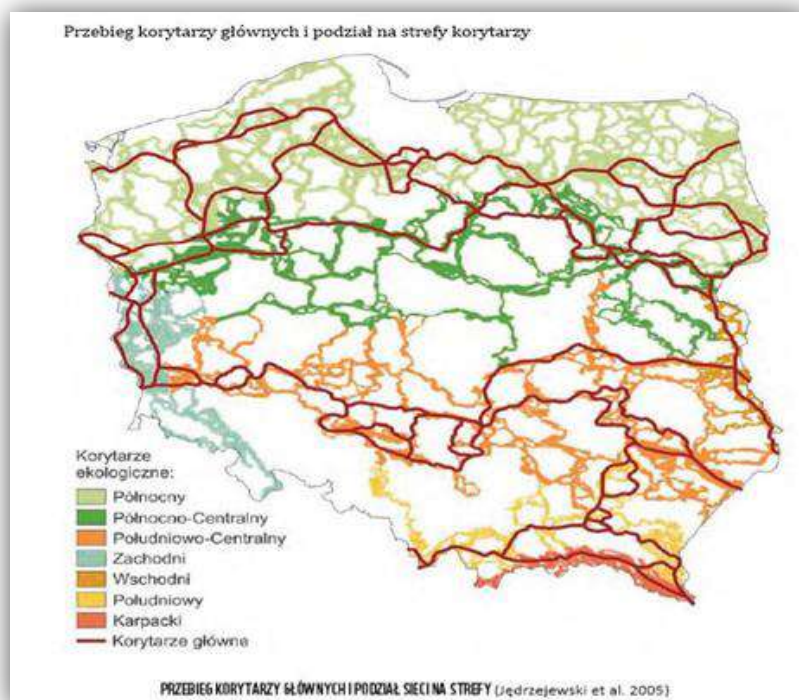 Przebieg korytarzy głównych i podział na strefy korytarzy
Korytarze
ekologiczne:
Północny
Północno-Centralny
Południowo-Centralny
Zachodni
Wschodni
Południowy
Karpacki
Korytarze główne
PRZEBIEG KORYTARZY GŁÓWNYCH I PODZIAŁ SIECI NA STREFY (Jędrzejewski et al. 2005)